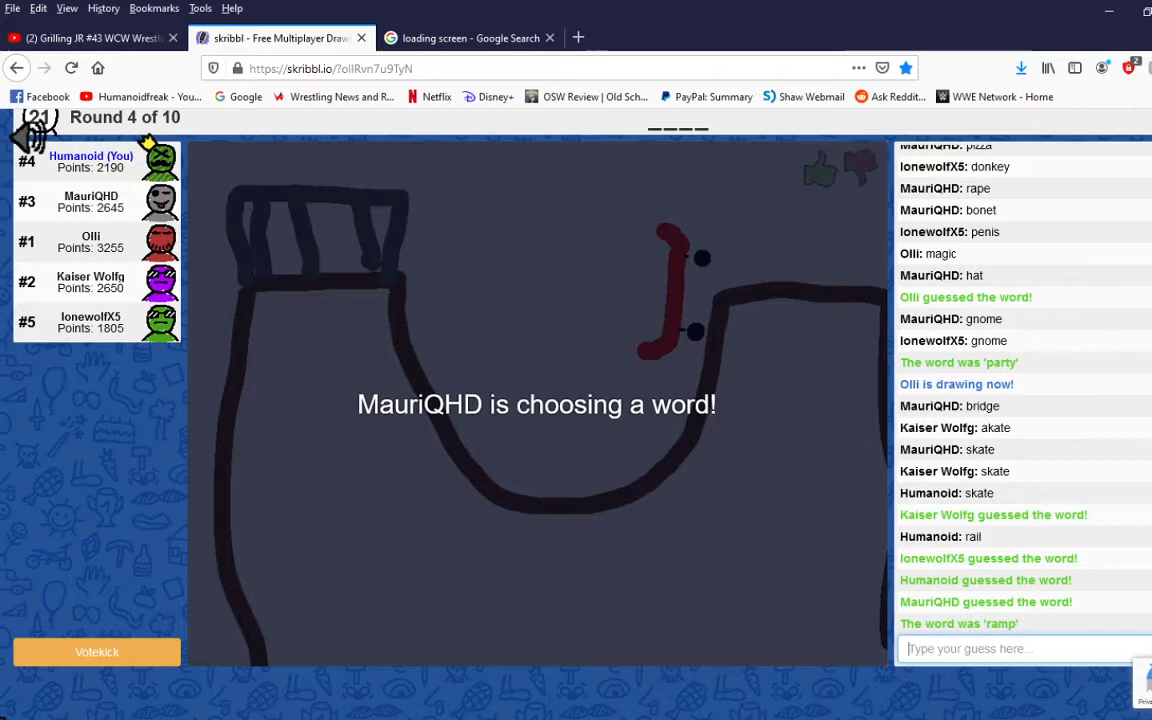 File Edit View History Bookmarks Tools Help
(2) Grilling JR #43 WCW Wrestl
skribbl - Free Multiplayer Draw
loading screen - Google Search
https://skribbl.io/?olIRvn7u9TyN
2
Facebook
Humanoidfreak - You...
Google
Wrestling News and R...
Netflix
Disney+
OSW Review | Old Sch...
PayPal: Summary
Shaw Webmail
Ask Reddit...
WWE Network - Home
21
Round 4 of 10
_ _ _ _
#4 Humanoid (You)
Points: 2190
#3 MauriQHD
Points: 2645
#1 Olli
Points: 3255
#2 Kaiser Wolfg
Points: 2650
#5 lonewolfX5
Points: 1805
Votekick
MauriQHD is choosing a word!
MauriQHD: pizza
lonewolfX5: donkey
MauriQHD: rape
MauriQHD: bonet
lonewolfX5: penis
Olli: magic
MauriQHD: hat
Olli guessed the word!
MauriQHD: gnome
lonewolfX5: gnome
The word was 'party'
Olli is drawing now!
MauriQHD: bridge
Kaiser Wolfg: akate
MauriQHD: skate
Kaiser Wolfg: skate
Humanoid: skate
Kaiser Wolfg guessed the word!
Humanoid: rail
lonewolfX5 guessed the word!
Humanoid guessed the word!
MauriQHD guessed the word!
The word was 'ramp'
Type your guess here...